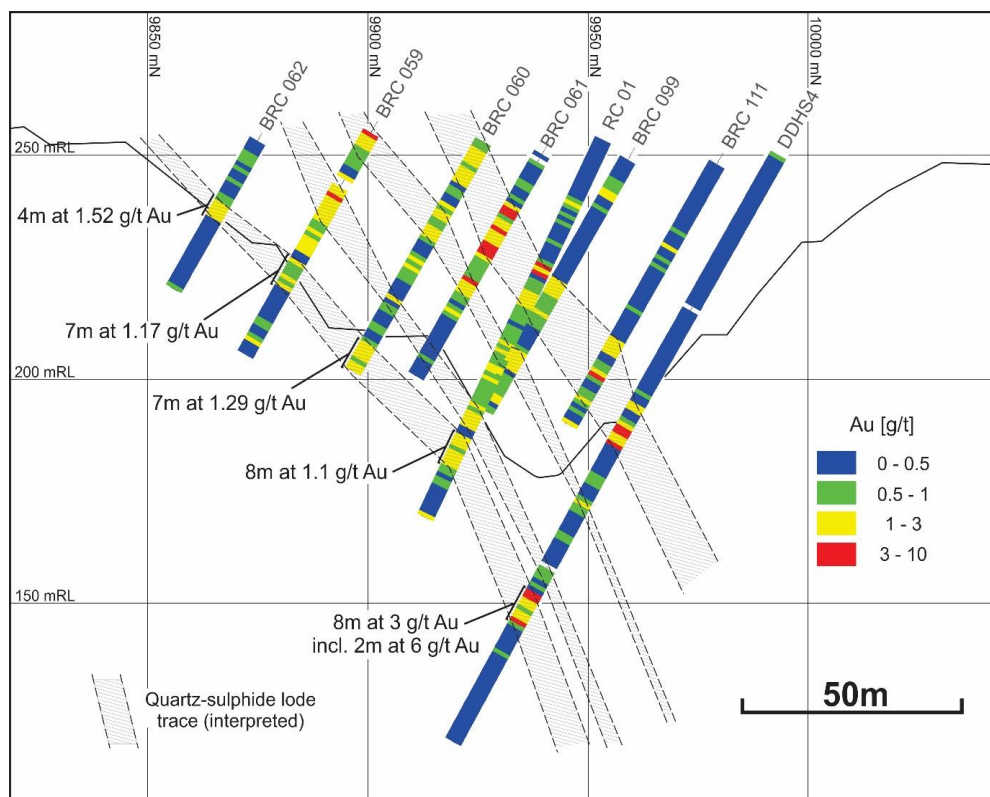 9850 mN
9900 mN
9950 mN
10000 mN
BRC 062
BRC 059
BRC 060
BRC 061
RC 01
BRC 099
BRC 111
DDHS4
250 mRL
4m at 1.52 g/t Au
7m at 1.17 g/t Au
200 mRL
7m at 1.29 g/t Au
8m at 1.1 g/t Au
Au [g/t]
0 - 0.5
0.5 - 1
1 - 3
3 - 10
150 mRL
8m at 3 g/t Au
incl. 2m at 6 g/t Au
Quartz-sulphide lode
trace (interpreted)
50m